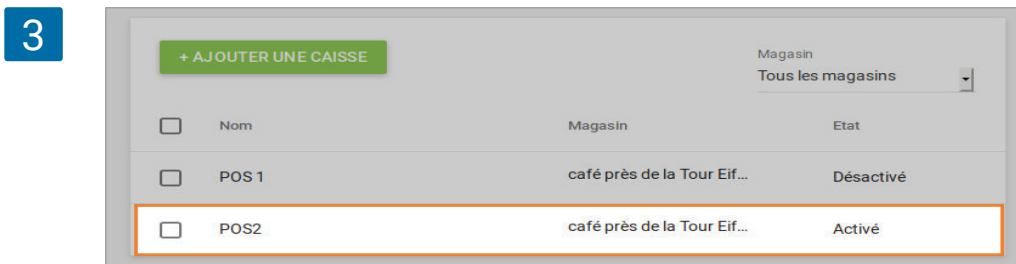 3
+ AJOUTER UNE CAISSE
Magasin
Tous les magasins
Nom Magasin Etat
POS 1 café près de la Tour Eif... Désactivé
POS2 café près de la Tour Eif... Activé